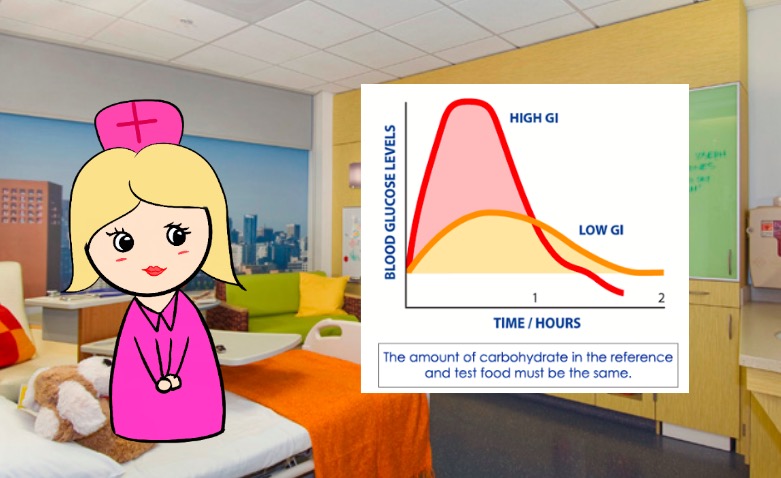 HIGH GI
LOW GI
BLOOD GLUCOSE LEVELS
1
2
TIME / HOURS
The amount of carbohydrate in the reference
and test food must be the same.